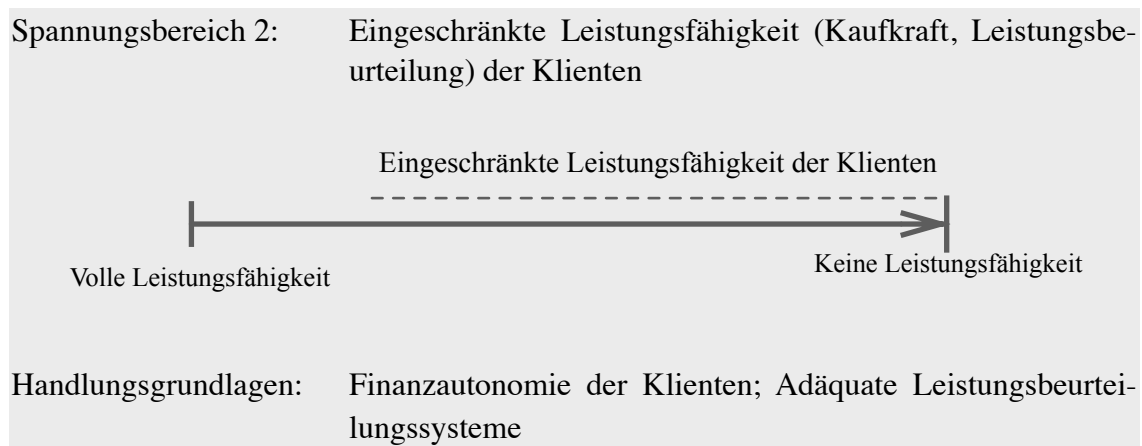 Spannungsbereich 2: Eingeschränkte Leistungsfähigkeit (Kaufkraft, Leistungsbe-
urteilung) der Klienten
Eingeschränkte Leistungsfähigkeit der Klienten
Volle Leistungsfähigkeit
Keine Leistungsfähigkeit
Handlungsgrundlagen: Finanzautonomie der Klienten; Adäquate Leistungsbeurtei-
lungssysteme